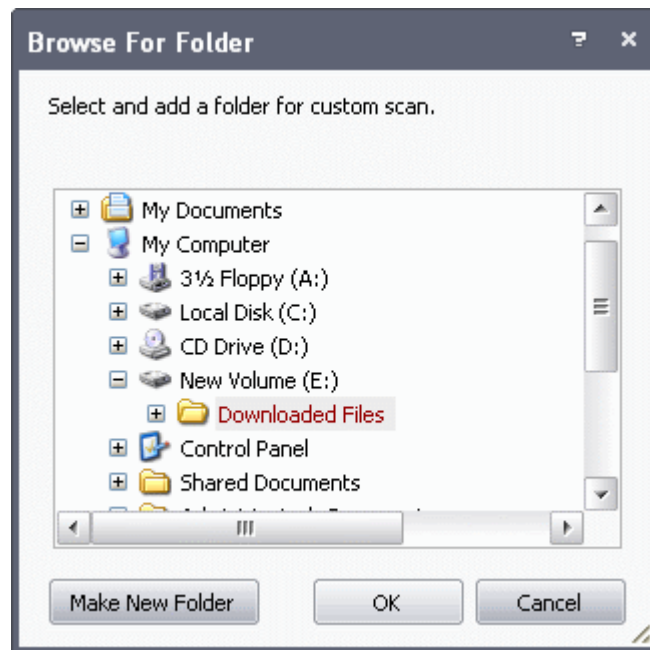 Browse For Folder
Select and add a folder for custom scan.
My Documents
My Computer
3½ Floppy (A:)
Local Disk (C:)
CD Drive (D:)
New Volume (E:)
Downloaded Files
Control Panel
Shared Documents
Make New Folder
OK
Cancel